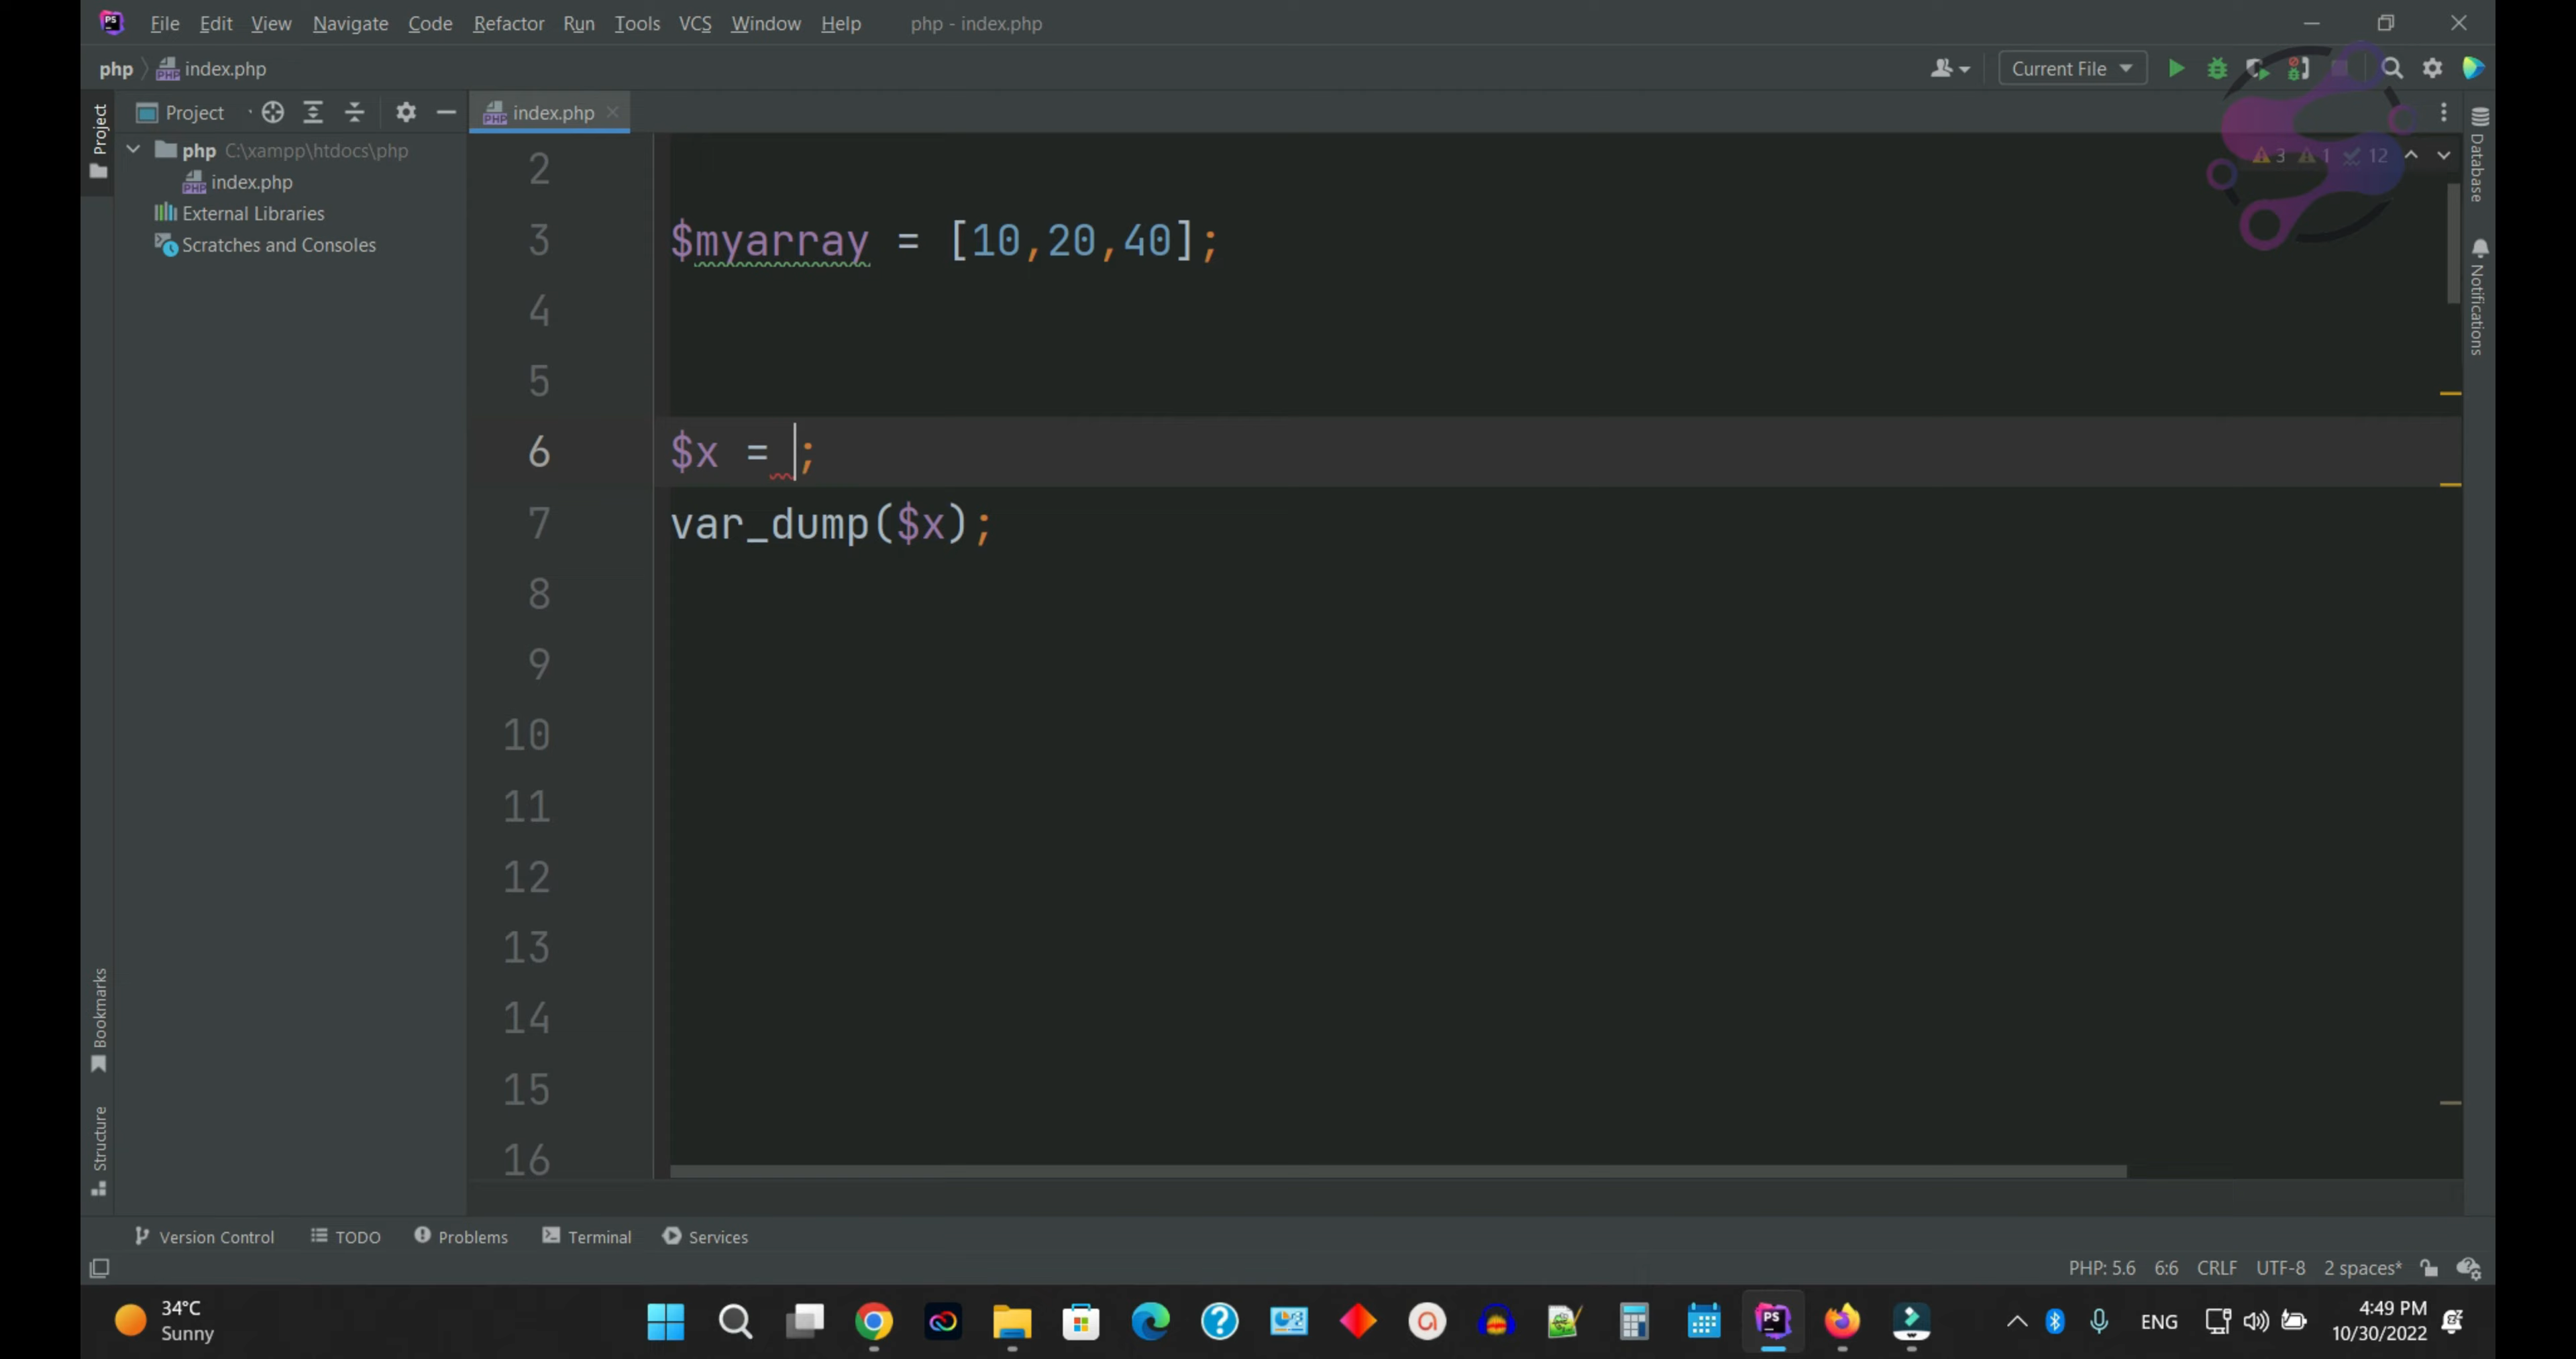 File Edit View Navigate Code Refactor Run Tools VCS Window Help php - index.php
php index.php Current File
Project index.php
Project
php C:\xampp\htdocs\php
index.php
External Libraries
Scratches and Consoles
3 1 12
Database
Notifications
2
3 $myarray = [10,20,40];
4
5
6 $x = ;
7 var_dump($x);
8
9
10
11
12
13
14
15
16
Bookmarks
Structure
Version Control TODO Problems Terminal Services
PHP: 5.6 6:6 CRLF UTF-8 2 spaces*
34°C
Sunny
ENG
4:49 PM
10/30/2022